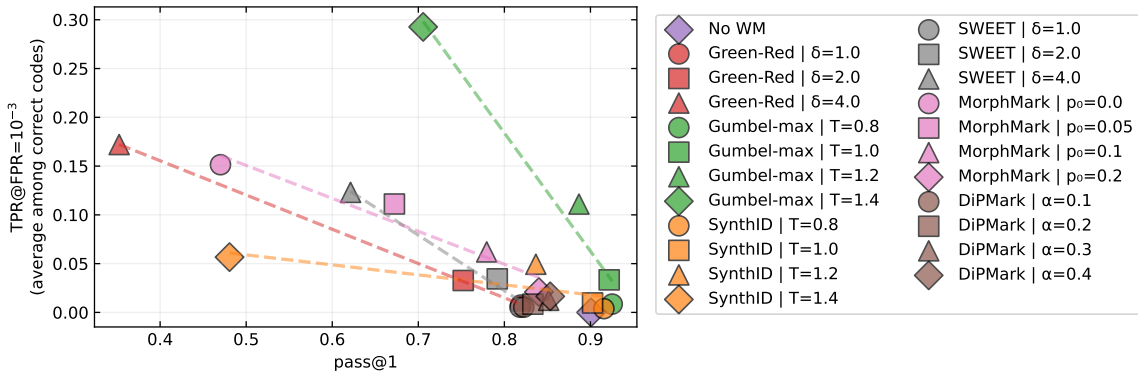 0.30
0.25
0.20
0.15
0.10
0.05
0.00
TPR@FPR=10⁻³
(average among correct codes)
0.4 0.5 0.6 0.7 0.8 0.9
pass@1
No WM
Green-Red | δ=1.0
Green-Red | δ=2.0
Green-Red | δ=4.0
Gumbel-max | T=0.8
Gumbel-max | T=1.0
Gumbel-max | T=1.2
Gumbel-max | T=1.4
SynthID | T=0.8
SynthID | T=1.0
SynthID | T=1.2
SynthID | T=1.4
SWEET | δ=1.0
SWEET | δ=2.0
SWEET | δ=4.0
MorphMark | p₀=0.0
MorphMark | p₀=0.05
MorphMark | p₀=0.1
MorphMark | p₀=0.2
DiPMark | α=0.1
DiPMark | α=0.2
DiPMark | α=0.3
DiPMark | α=0.4